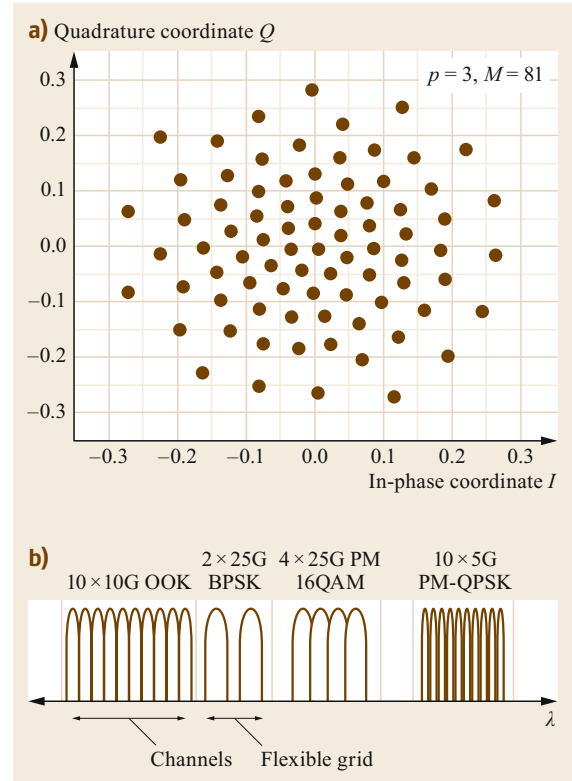 a) Quadrature coordinate Q
p = 3, M = 81
0.3
0.2
0.1
0.0
−0.1
−0.2
−0.3
−0.3 −0.2 −0.1 0.0 0.1 0.2 0.3
In-phase coordinate I
b)
10 × 10G OOK
2 × 25G
BPSK
4 × 25G PM
16QAM
10 × 5G
PM-QPSK
λ
Channels
Flexible grid